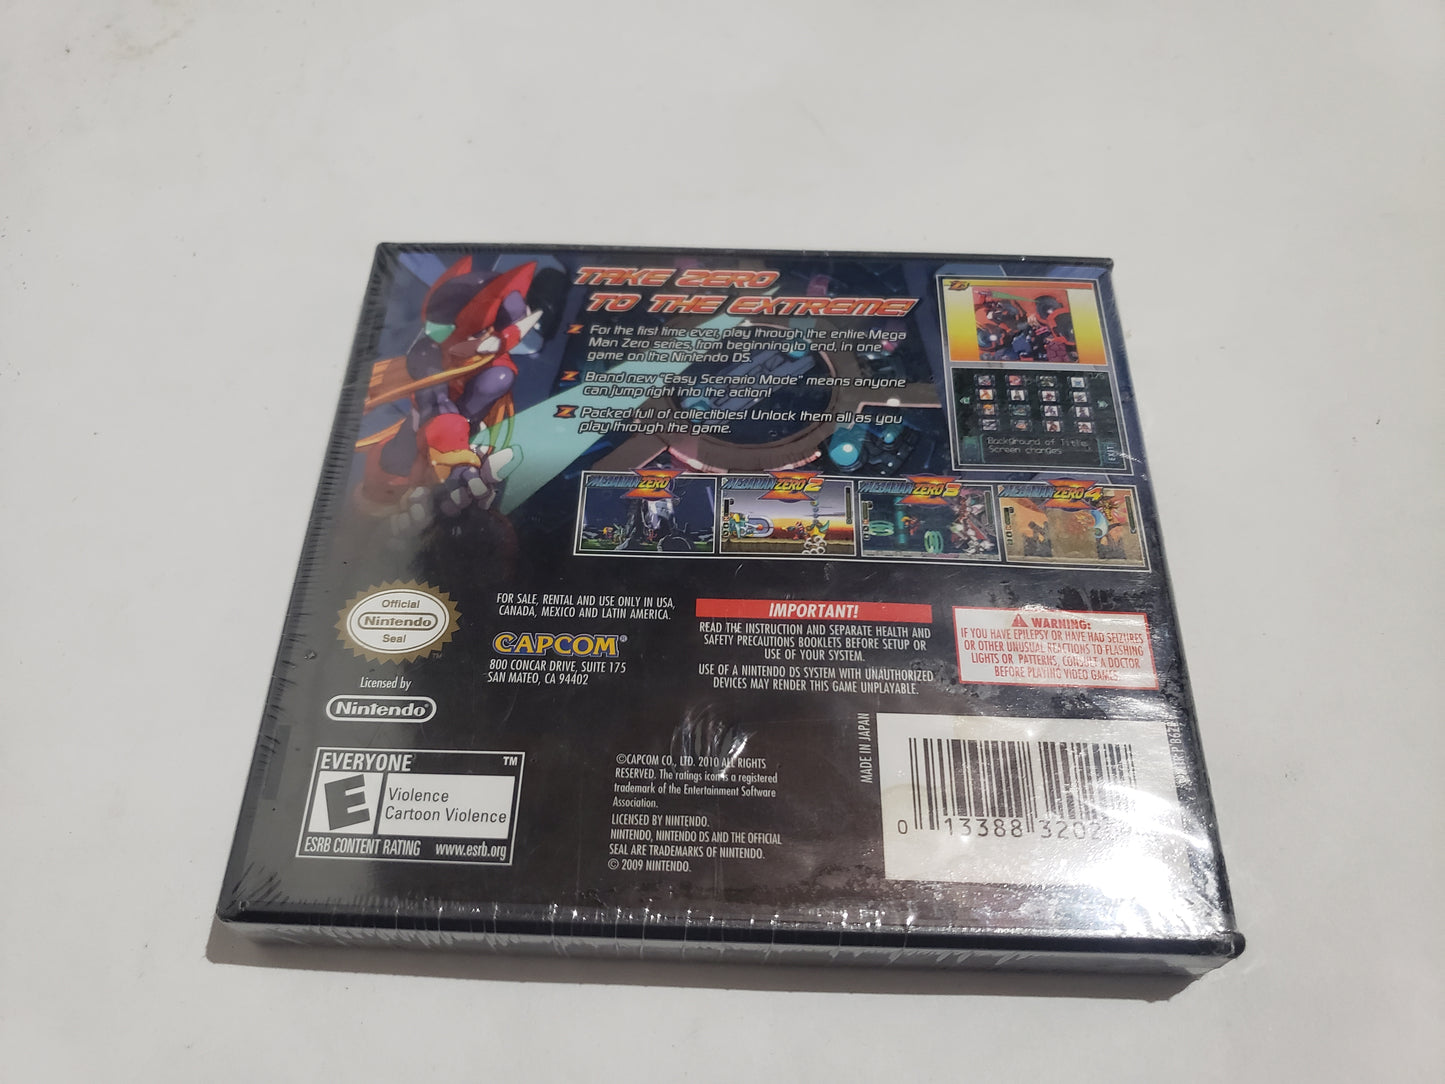 TAKE ZERO
TO THE EXTREME!
For the first time ever, play through the entire Mega
Man Zero series, from beginning to end, in one
game on the Nintendo DS.
Brand new "Easy Scenario Mode" means anyone
can jump right into the action!
Packed full of collectibles! Unlock them all as you
play through the game.
Background of Title
Screen changes
EXIT
MEGAMAN ZERO
MEGAMAN ZERO 2
MEGAMAN ZERO 3
MEGAMAN ZERO 4
Official
Nintendo
Seal
TM
Licensed by
Nintendo®
FOR SALE, RENTAL AND USE ONLY IN USA,
CANADA, MEXICO AND LATIN AMERICA.
CAPCOM®
800 CONCAR DRIVE, SUITE 175
SAN MATEO, CA 94402
IMPORTANT!
READ THE INSTRUCTION AND SEPARATE HEALTH AND
SAFETY PRECAUTIONS BOOKLETS BEFORE SETUP OR
USE OF YOUR SYSTEM.
USE OF A NINTENDO DS SYSTEM WITH UNAUTHORIZED
DEVICES MAY RENDER THIS GAME UNPLAYABLE.
WARNING:
IF YOU HAVE EPILEPSY OR HAVE HAD SEIZURES
OR OTHER UNUSUAL REACTIONS TO FLASHING
LIGHTS OR PATTERNS, CONSULT A DOCTOR
BEFORE PLAYING VIDEO GAMES.
EVERYONE
TM
E
Violence
Cartoon Violence
ESRB CONTENT RATING www.esrb.org
©CAPCOM CO., LTD. 2010 ALL RIGHTS
RESERVED. The ratings icon is a registered
trademark of the Entertainment Software
Association.
LICENSED BY NINTENDO.
NINTENDO, NINTENDO DS AND THE OFFICIAL
SEAL ARE TRADEMARKS OF NINTENDO.
© 2009 NINTENDO.
MADE IN JAPAN
0 13388